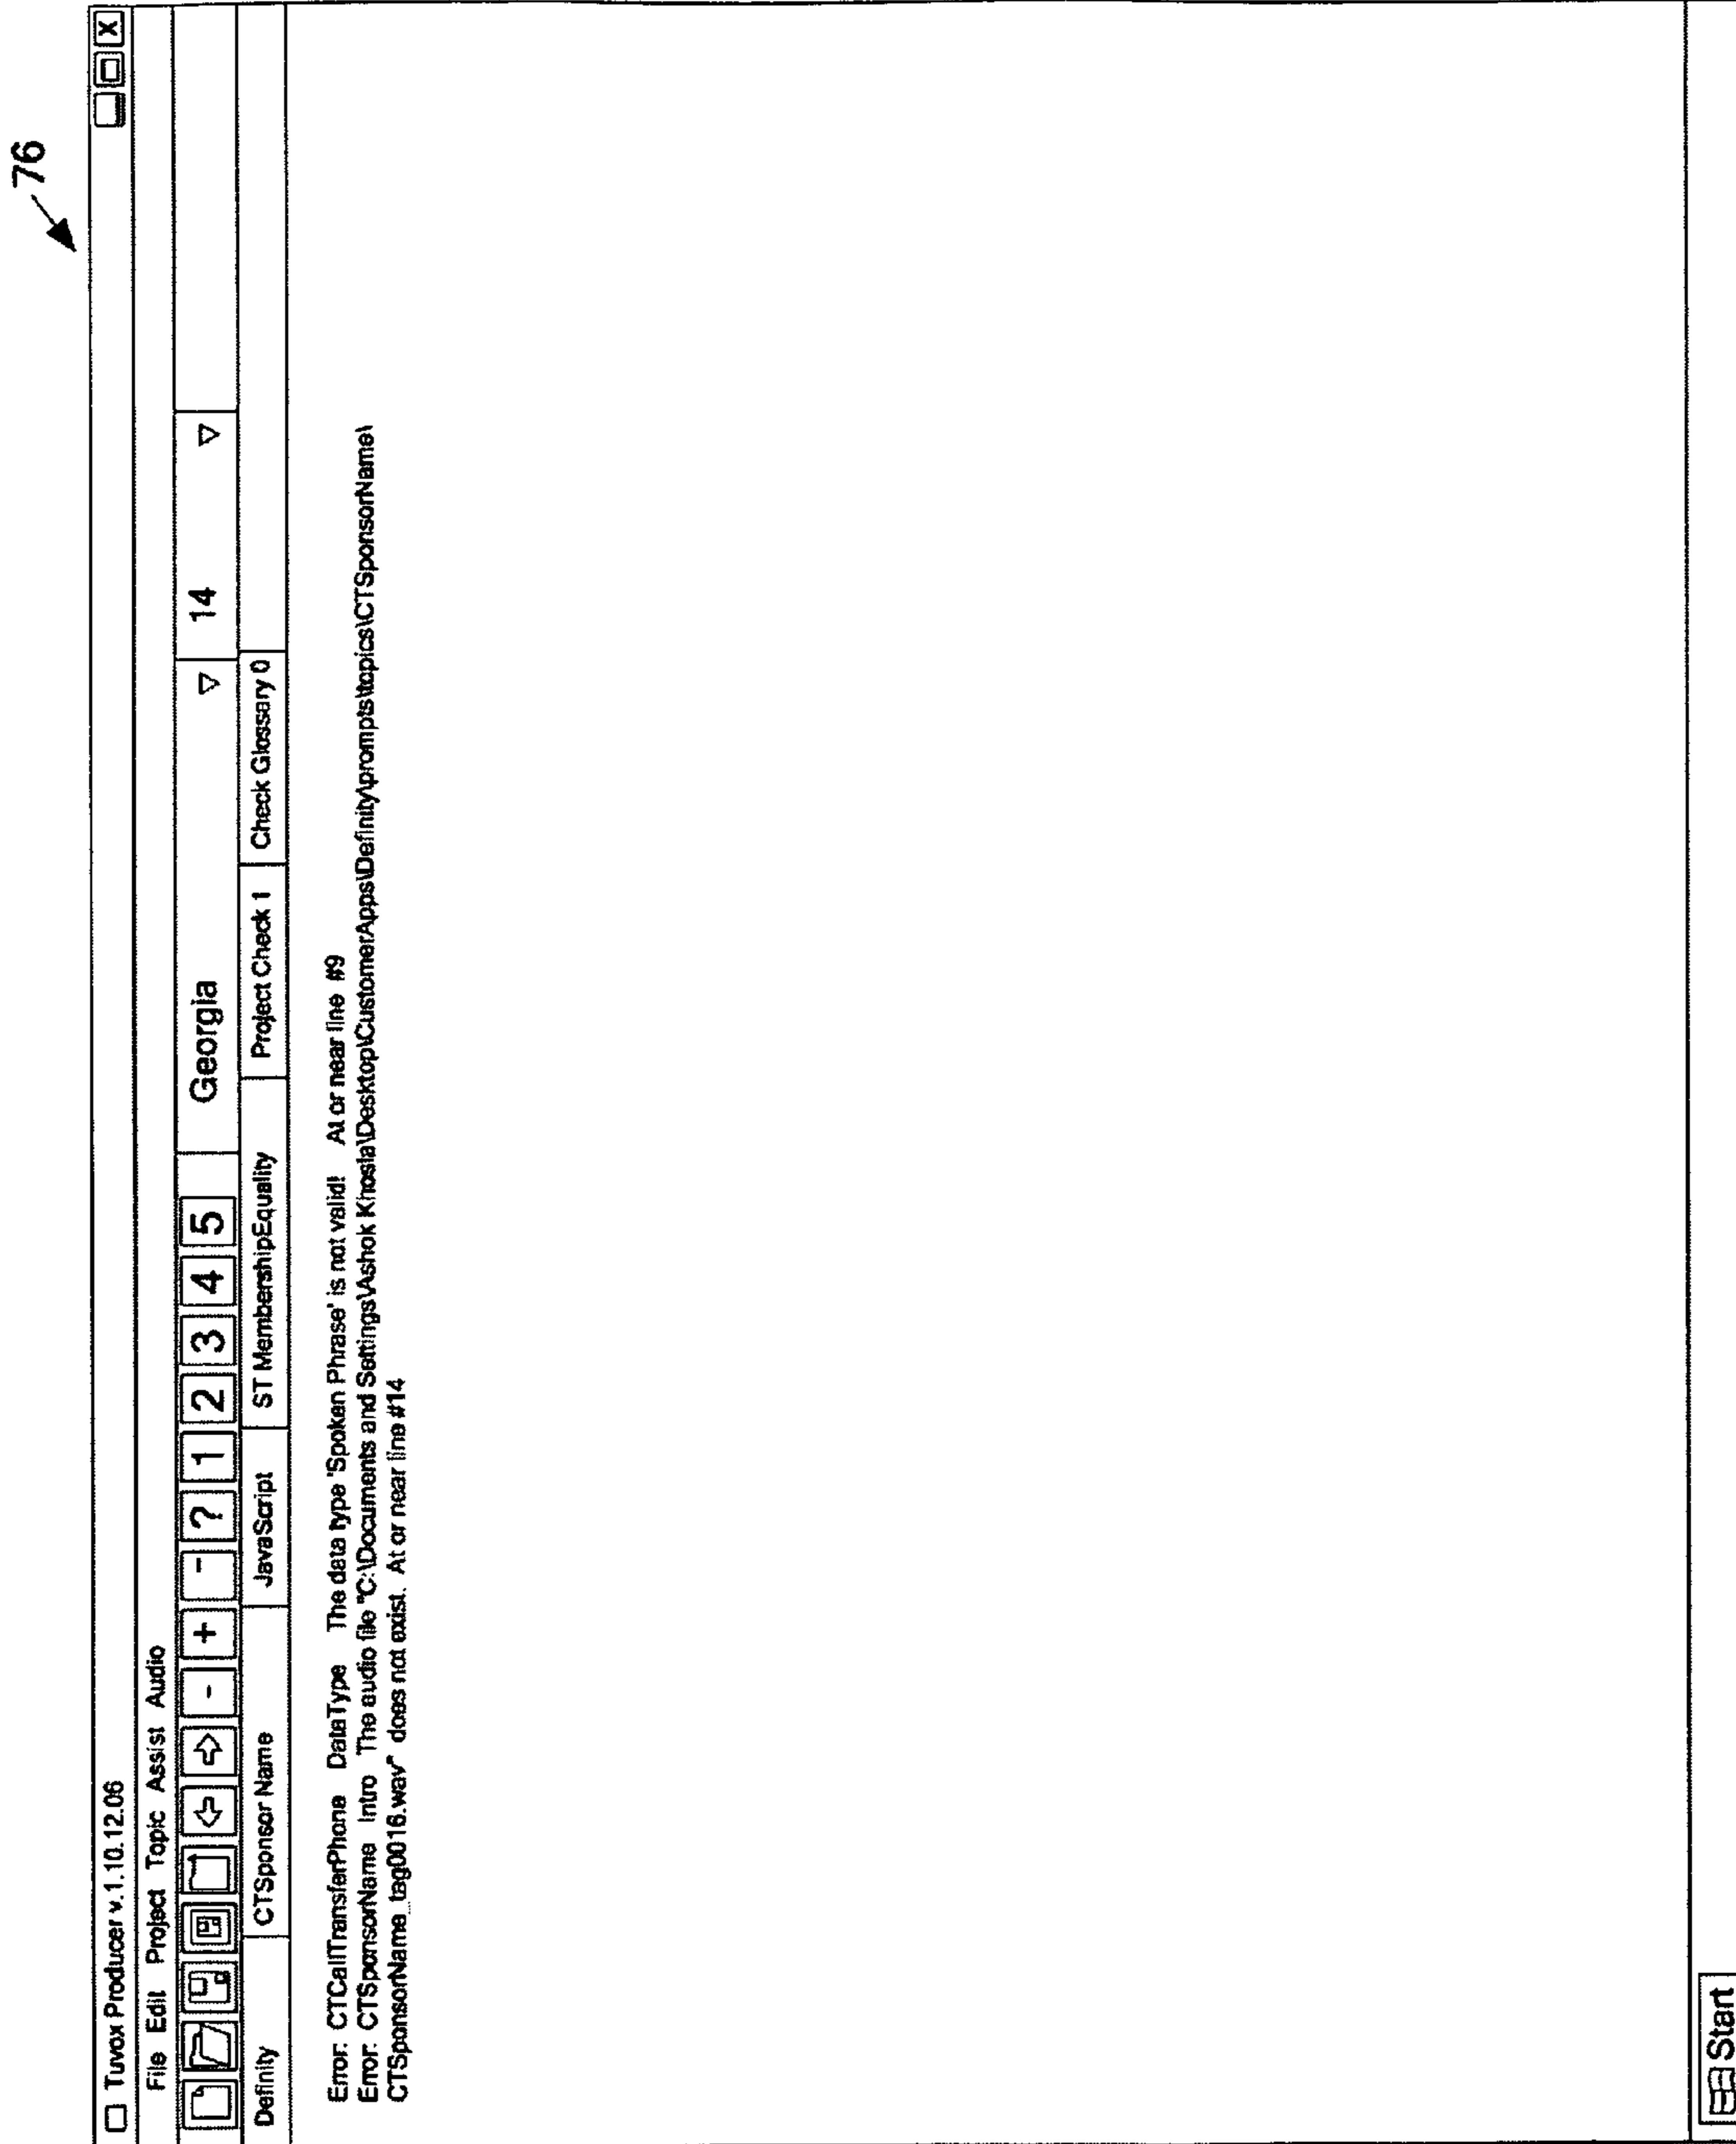 76
Tuvox Producer v.1.10.12.06
File Edit Project Topic Assist Audio
- + - ? 1 2 3 4 5 Georgia 14
Definity CTSponsor Name JavaScript ST MembershipEquality Project Check 1 Check Glossary 0
Error: CTCallTransferPhone DataType The data type 'Spoken Phrase' is not valid! At or near line #9
Error: CTSponsorName Intro The audio file "C:\Documents and Settings\Ashok Khosla\Desktop\CustomerApps\Definity\prompts\topics\CTSponsorName\
CTSponsorName_tag0016.wav" does not exist. At or near line #14
Start